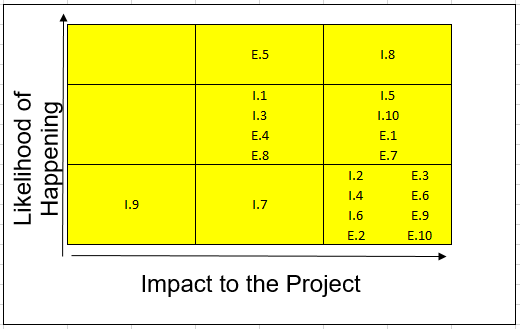 E.5
I.8
Likelihood of
Happening
I.1
I.3
E.4
E.8
I.5
I.10
E.1
E.7
I.9
I.7
I.2 E.3
I.4 E.6
I.6 E.9
E.2 E.10
Impact to the Project